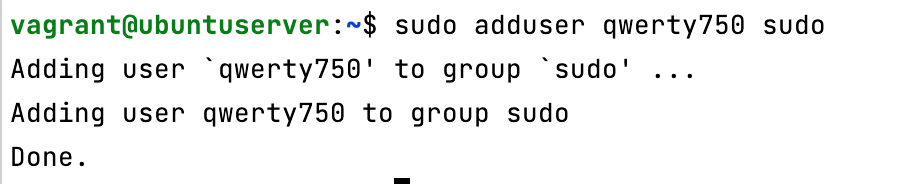 vagrant@ubuntuserver:~$ sudo adduser qwerty750 sudo
Adding user `qwerty750' to group `sudo' ...
Adding user qwerty750 to group sudo
Done.